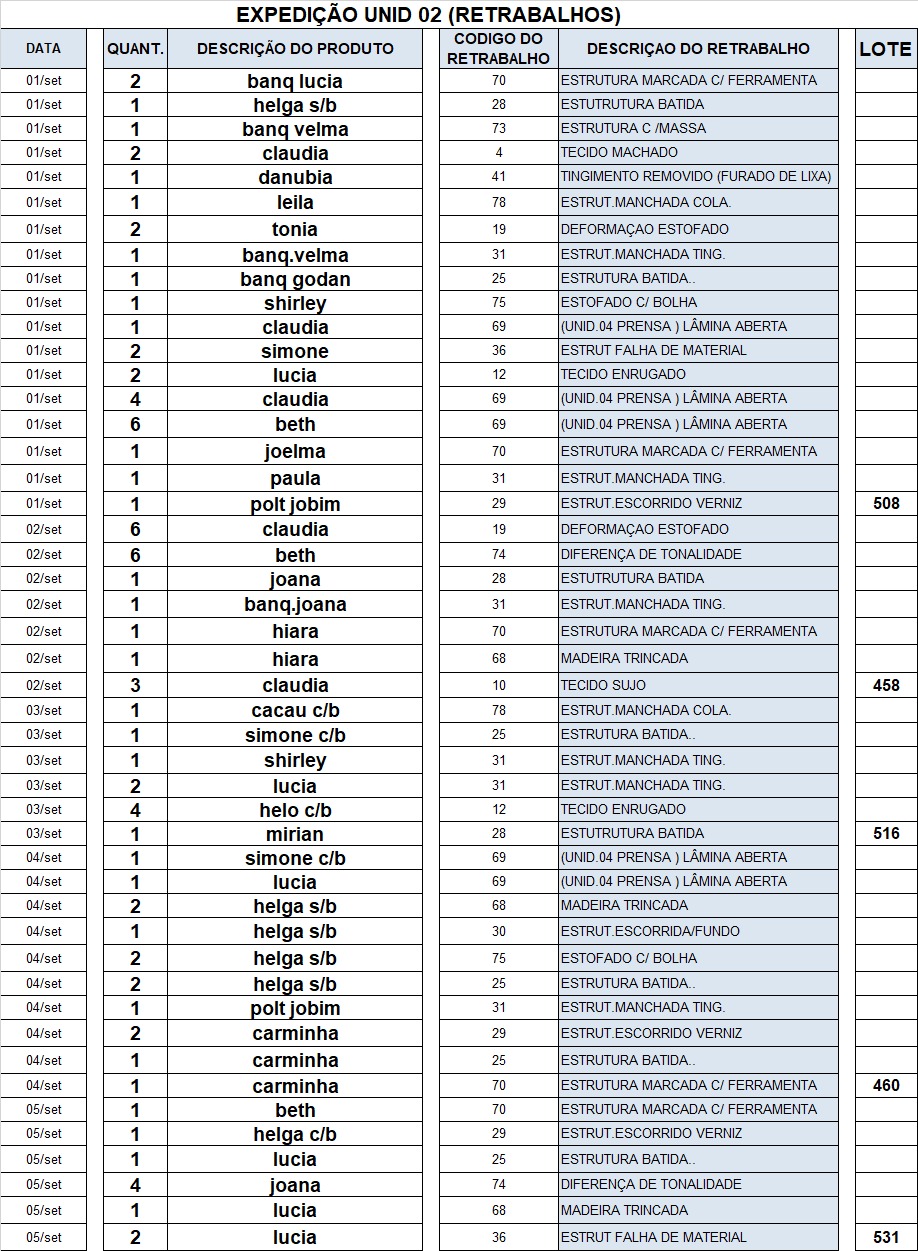 EXPEDIÇÃO UNID 02 (RETRABALHOS)
DATA QUANT. DESCRIÇÃO DO PRODUTO CODIGO DO RETRABALHO DESCRIÇAO DO RETRABALHO LOTE
01/set 2 banq lucia 70 ESTRUTURA MARCADA C/ FERRAMENTA
01/set 1 helga s/b 28 ESTUTRUTURA BATIDA
01/set 1 banq velma 73 ESTRUTURA C /MASSA
01/set 2 claudia 4 TECIDO MACHADO
01/set 1 danubia 41 TINGIMENTO REMOVIDO (FURADO DE LIXA)
01/set 1 leila 78 ESTRUT.MANCHADA COLA.
01/set 2 tonia 19 DEFORMAÇAO ESTOFADO
01/set 1 banq.velma 31 ESTRUT.MANCHADA TING.
01/set 1 banq godan 25 ESTRUTURA BATIDA..
01/set 1 shirley 75 ESTOFADO C/ BOLHA
01/set 1 claudia 69 (UNID.04 PRENSA ) LÂMINA ABERTA
01/set 2 simone 36 ESTRUT FALHA DE MATERIAL
01/set 2 lucia 12 TECIDO ENRUGADO
01/set 4 claudia 69 (UNID.04 PRENSA ) LÂMINA ABERTA
01/set 6 beth 69 (UNID.04 PRENSA ) LÂMINA ABERTA
01/set 1 joelma 70 ESTRUTURA MARCADA C/ FERRAMENTA
01/set 1 paula 31 ESTRUT.MANCHADA TING.
01/set 1 polt jobim 29 ESTRUT.ESCORRIDO VERNIZ 508
02/set 6 claudia 19 DEFORMAÇAO ESTOFADO
02/set 6 beth 74 DIFERENÇA DE TONALIDADE
02/set 1 joana 28 ESTUTRUTURA BATIDA
02/set 1 banq.joana 31 ESTRUT.MANCHADA TING.
02/set 1 hiara 70 ESTRUTURA MARCADA C/ FERRAMENTA
02/set 1 hiara 68 MADEIRA TRINCADA
02/set 3 claudia 10 TECIDO SUJO 458
03/set 1 cacau c/b 78 ESTRUT.MANCHADA COLA.
03/set 1 simone c/b 25 ESTRUTURA BATIDA..
03/set 1 shirley 31 ESTRUT.MANCHADA TING.
03/set 2 lucia 31 ESTRUT.MANCHADA TING.
03/set 4 helo c/b 12 TECIDO ENRUGADO
03/set 1 mirian 28 ESTUTRUTURA BATIDA 516
04/set 1 simone c/b 69 (UNID.04 PRENSA ) LÂMINA ABERTA
04/set 1 lucia 69 (UNID.04 PRENSA ) LÂMINA ABERTA
04/set 2 helga s/b 68 MADEIRA TRINCADA
04/set 1 helga s/b 30 ESTRUT.ESCORRIDA/FUNDO
04/set 2 helga s/b 75 ESTOFADO C/ BOLHA
04/set 2 helga s/b 25 ESTRUTURA BATIDA..
04/set 1 polt jobim 31 ESTRUT.MANCHADA TING.
04/set 2 carminha 29 ESTRUT.ESCORRIDO VERNIZ
04/set 1 carminha 25 ESTRUTURA BATIDA..
04/set 1 carminha 70 ESTRUTURA MARCADA C/ FERRAMENTA 460
05/set 1 beth 70 ESTRUTURA MARCADA C/ FERRAMENTA
05/set 1 helga c/b 29 ESTRUT.ESCORRIDO VERNIZ
05/set 1 lucia 25 ESTRUTURA BATIDA..
05/set 4 joana 74 DIFERENÇA DE TONALIDADE
05/set 1 lucia 68 MADEIRA TRINCADA
05/set 2 lucia 36 ESTRUT FALHA DE MATERIAL 531